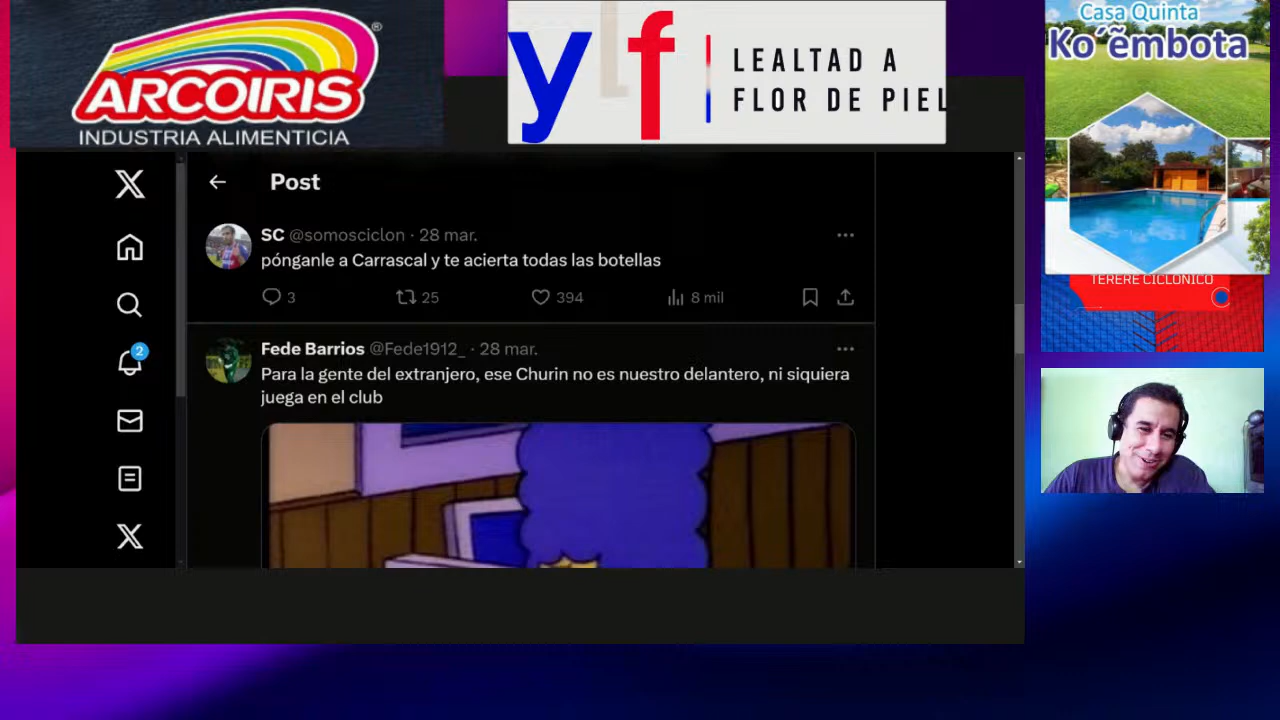 ARCOIRIS ®
INDUSTRIA ALIMENTICIA
yf
LEALTAD A
FLOR DE PIEL
Casa Quinta
Ko´ẽmbota
TERERE CICLONICO
Post
SC @somosciclon · 28 mar.
pónganle a Carrascal y te acierta todas las botellas
3 25 394 8 mil
Fede Barrios @Fede1912_ · 28 mar.
Para la gente del extranjero, ese Churin no es nuestro delantero, ni siquiera
juega en el club
2